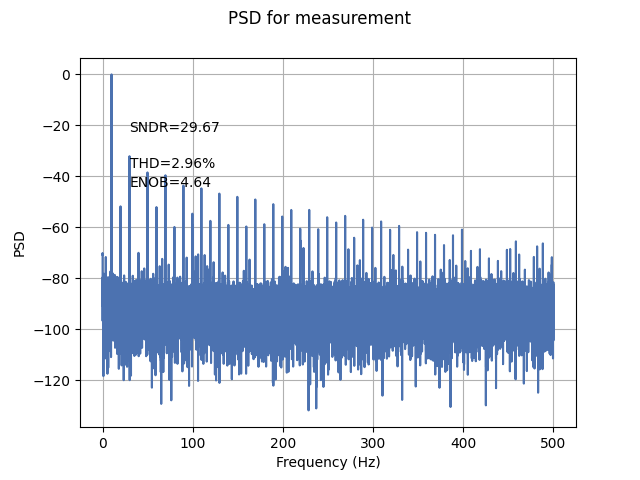 PSD for measurement
0
−20
−40
−60
−80
−100
−120
PSD
SNDR=29.67
THD=2.96%
ENOB=4.64
0
100
200
300
400
500
Frequency (Hz)